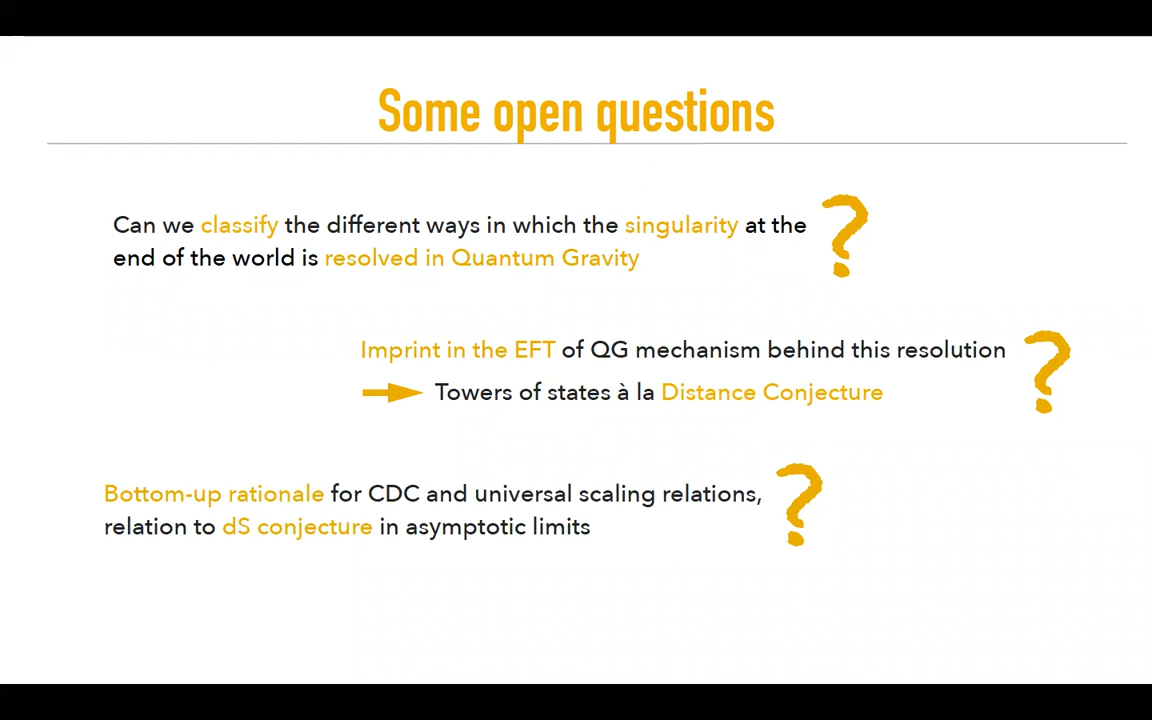 Some open questions
Can we classify the different ways in which the singularity at the
end of the world is resolved in Quantum Gravity
?
Imprint in the EFT of QG mechanism behind this resolution
Towers of states à la Distance Conjecture
?
Bottom-up rationale for CDC and universal scaling relations,
relation to dS conjecture in asymptotic limits
?